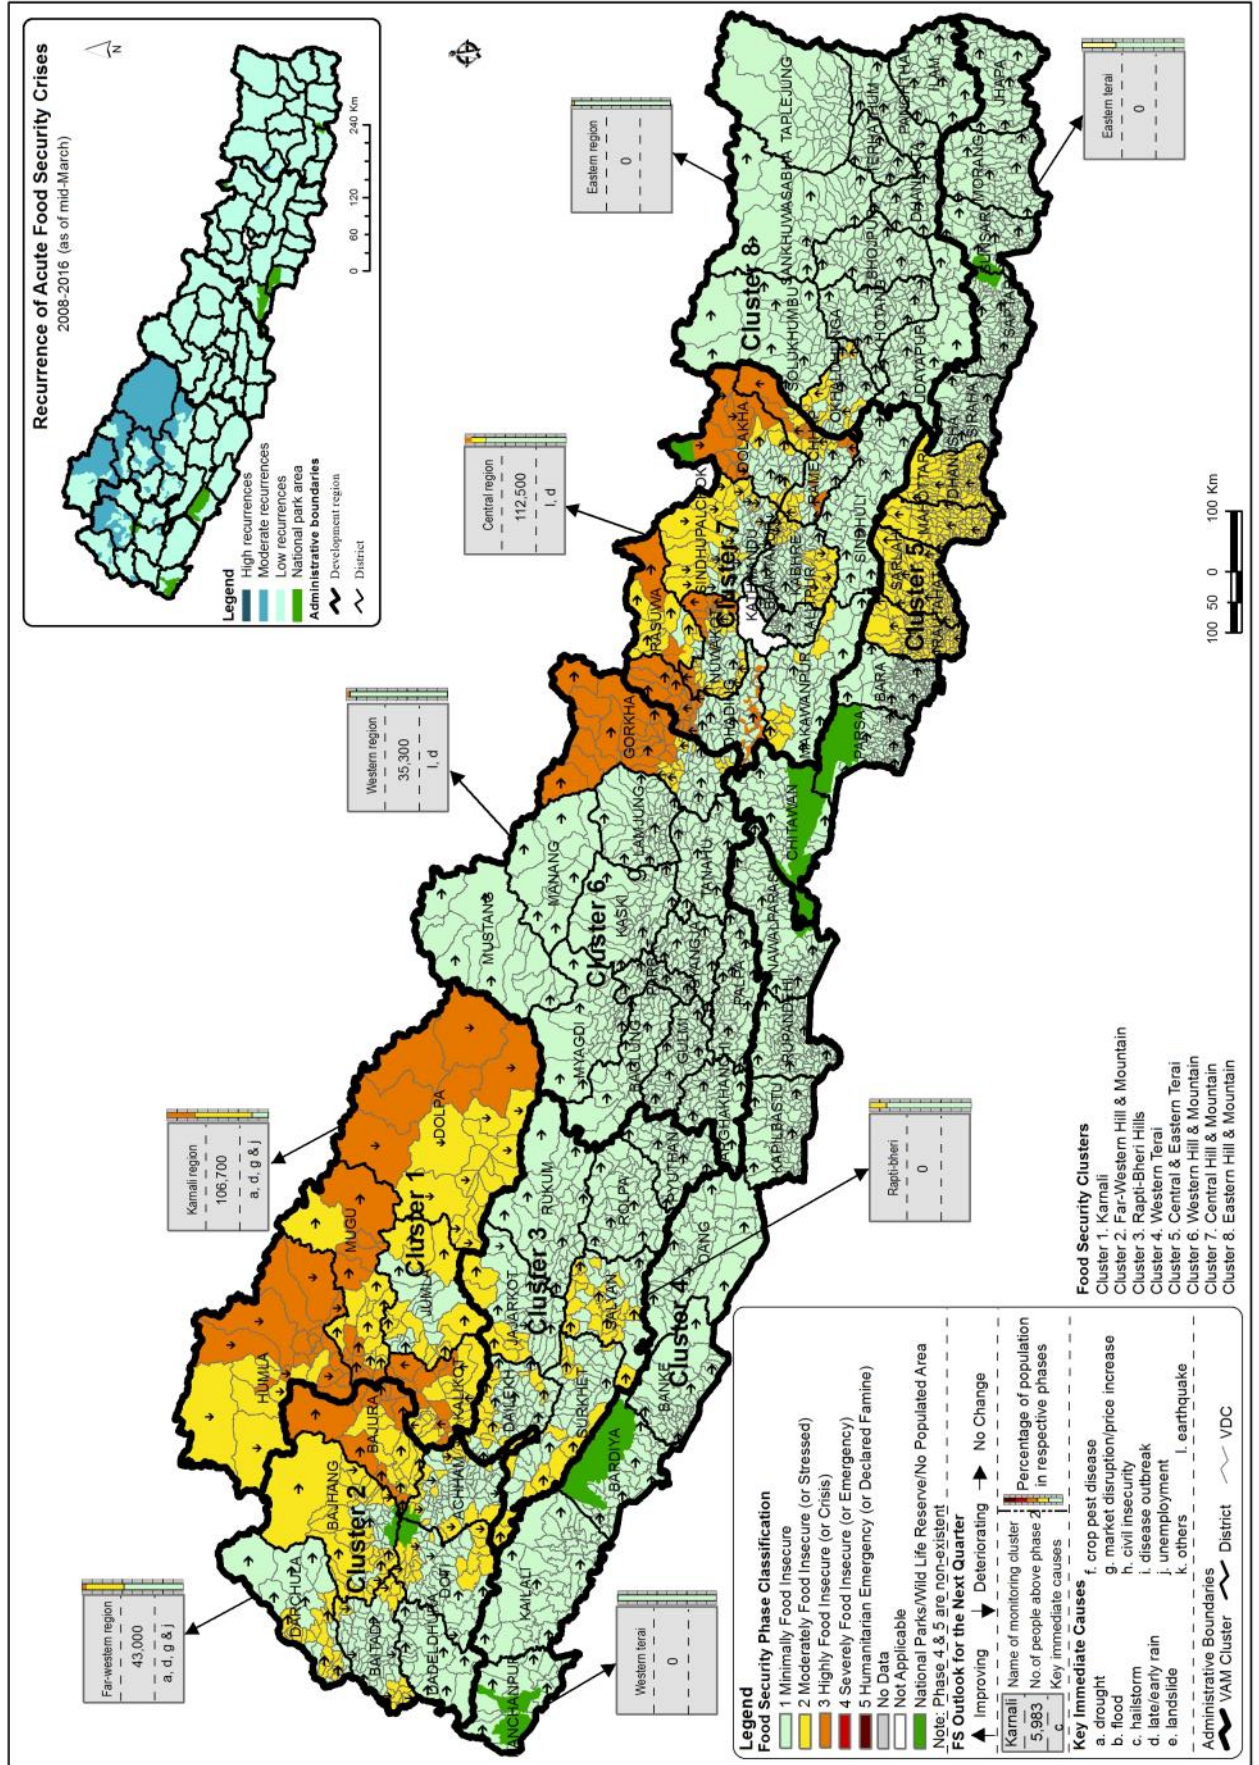 Recurrence of Acute Food Security Crises
2008-2016 (as of mid-March)
N
Legend
High recurrences
Moderate recurrences
Low recurrences
National park area
Administrative boundaries
Development region
District
0 60 120 240 Km
Far-western region
43,000
a, d, g & j
Karnali region
106,700
a, d, g & j
Western region
35,300
l, d
Central region
112,500
l, d
Eastern region
0
Eastern terai
0
Rapti-bheri
0
Western terai
0
DARCHULA
BAJHANG
HUMLA
BAITADI
Cluster 2
BAJURA
MUGU
DADELDHURA
DOTI
ACHHAM
KALIKOT
JUMLA
Cluster 1
DOLPA
KAILALI
DAILEKH
JAJARKOT
Cluster 3
RUKUM
SURKHET
SALYAN
ROLPA
BARDIYA
BANKE
Cluster 4
DANG
MUSTANG
MANANG
MYAGDI
Cluster 6
KASKI
LAMJUNG
GORKHA
BAGLUNG
GULMI
TANAHU
PALPA
KAPILBASTU
RUPANDEHI
NAWALPARASI
CHITAWAN
RASUWA
NUWAKOT
DHADING
SINDHUPALCHOK
Cluster 7
KABHRE
DOLAKHA
MAKAWANPUR
SINDHULI
PARSA
BARA
SARLAHI
Cluster 5
DHANUSHA
SIRAHA
Cluster 8
SOLUKHUMBU
SANKHUWASABHA
TAPLEJUNG
OKHALDHUNGA
BHOJPUR
TERHATHUM
UDAYAPUR
ILAM
MORANG
JHAPA
Legend
Food Security Phase Classification
1 Minimally Food Insecure
2 Moderately Food Insecure (or Stressed)
3 Highly Food Insecure (or Crisis)
4 Severely Food Insecure (or Emergency)
5 Humanitarian Emergency (or Declared Famine)
No Data
Not Applicable
National Parks/Wild Life Reserve/No Populated Area
Note: Phase 4 & 5 are non-existent
FS Outlook for the Next Quarter
Improving Deteriorating No Change
Karnali Name of monitoring cluster
5,983 No.of people above phase 2
c Key immediate causes
Percentage of population
in respective phases
Key Immediate Causes
a. drought
b. flood
c. hailstorm
d. late/early rain
e. landslide
f. crop pest disease
g. market disruption/price increase
h. civil insecurity
i. disease outbreak
j. unemployment
k. others l. earthquake
Administrative Boundaries
VAM Cluster District VDC
Food Security Clusters
Cluster 1. Karnali
Cluster 2. Far-Western Hill & Mountain
Cluster 3. Rapti-Bheri Hills
Cluster 4. Western Terai
Cluster 5. Central & Eastern Terai
Cluster 6. Western Hill & Mountain
Cluster 7. Central Hill & Mountain
Cluster 8. Eastern Hill & Mountain
100 50 0 100 Km